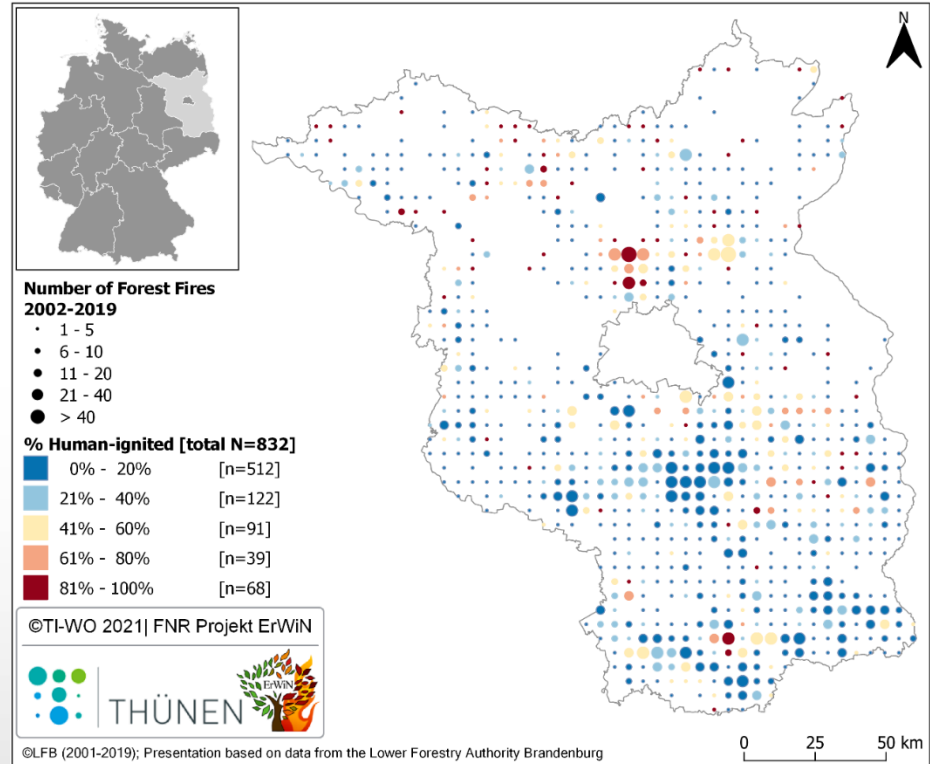 N
Number of Forest Fires
2002-2019
1 - 5
6 - 10
11 - 20
21 - 40
> 40
% Human-ignited [total N=832]
0% - 20% [n=512]
21% - 40% [n=122]
41% - 60% [n=91]
61% - 80% [n=39]
81% - 100% [n=68]
©TI-WO 2021| FNR Projekt ErWiN
THÜNEN
ErWiN
©LFB (2001-2019); Presentation based on data from the Lower Forestry Authority Brandenburg
0 25 50 km